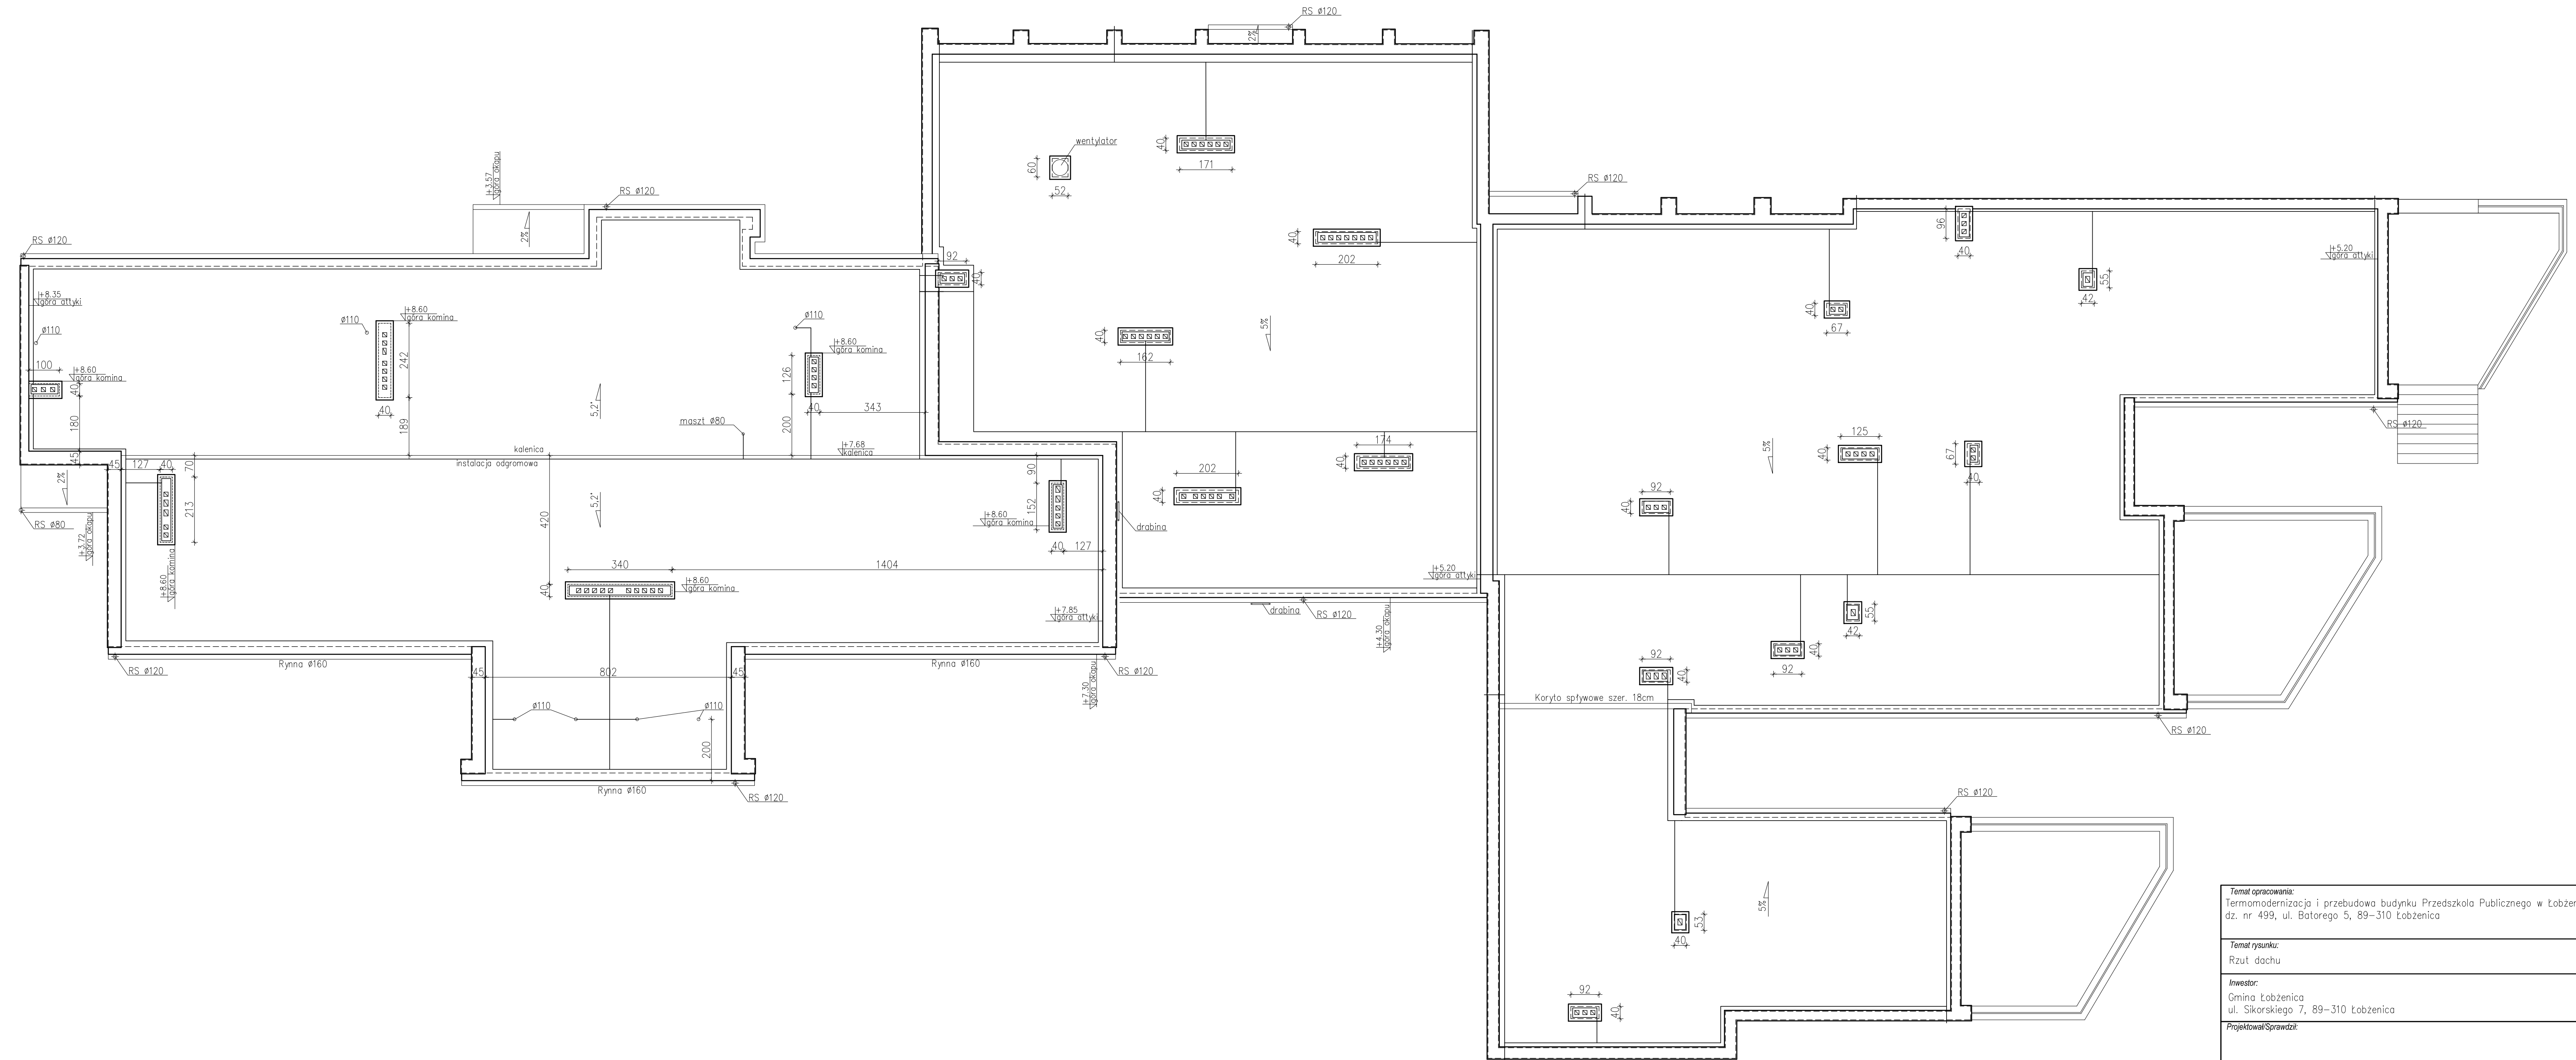 RS ø120
2%
wentylator
60
52
40
171
40
202
+3.57
góra okapu
RS ø120
2%
RS ø120
RS ø120
96
40
+5.20
góra attyki
55
42
40
67
92
40
+8.35
góra attyki
ø110
ø110
+8.60
góra komina
242
40
189
100
+8.60
góra komina
40
180
45
ø110
+8.60
góra komina
126
40
343
200
5,2°
maszt ø80
+7.68
kalenica
40
162
5%
kalenica
instalacja odgromowa
45
127
40
70
213
2%
RS ø80
+3.72
góra okapu
+8.60
góra komina
5,2°
420
340
1404
40
+8.60
góra komina
90
152
+8.60
góra komina
40
127
drabina
202
40
174
40
125
40
67
40
5%
RS ø120
92
40
+5.20
góra attyki
+7.85
góra attyki
drabina
RS ø120
+4.30
góra okapu
55
42
92
40
92
40
Rynna ø160
RS ø120
45
802
45
Rynna ø160
RS ø120
+7.30
góra okapu
ø110
ø110
200
Koryto spływowe szer. 18cm
RS ø120
Rynna ø160
RS ø120
RS ø120
5%
53
40
92
40
Temat opracowania:
Termomodernizacja i przebudowa budynku Przedszkola Publicznego w Łobżen
dz. nr 499, ul. Batorego 5, 89-310 Łobżenica
Temat rysunku:
Rzut dachu
Inwestor:
Gmina Łobżenica
ul. Sikorskiego 7, 89-310 Łobżenica
Projektował/Sprawdził: